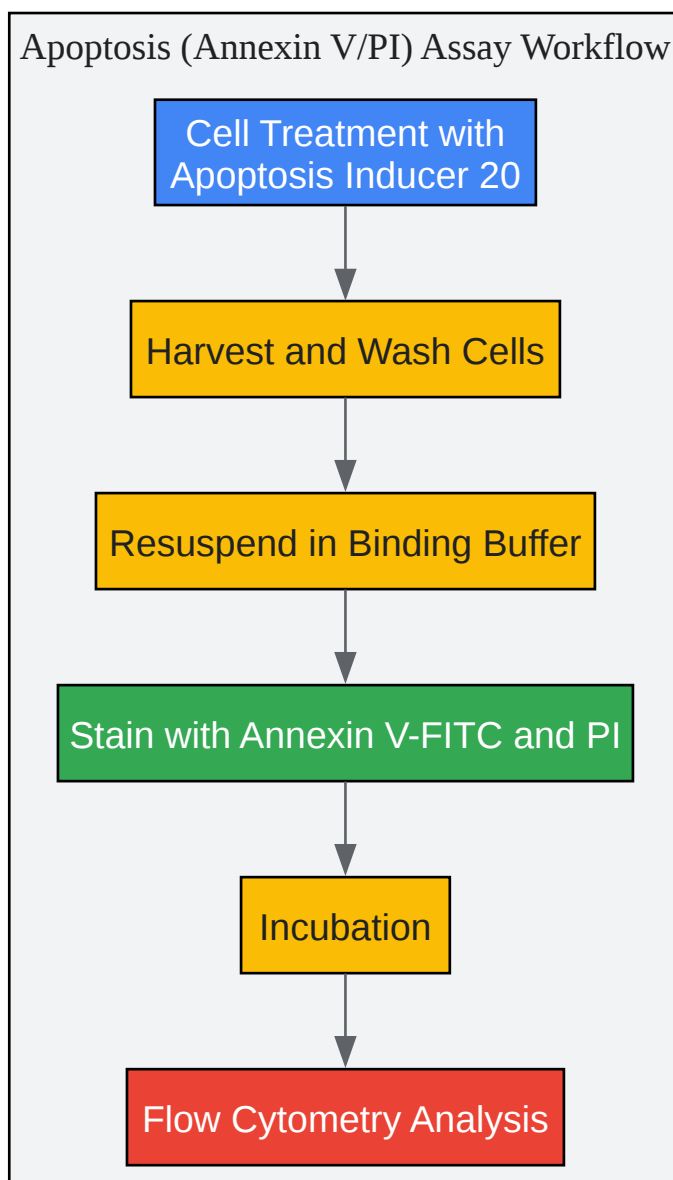 Apoptosis (Annexin V/PI) Assay Workflow
Cell Treatment with
Apoptosis Inducer 20
Harvest and Wash Cells
Resuspend in Binding Buffer
Stain with Annexin V-FITC and PI
Incubation
Flow Cytometry Analysis